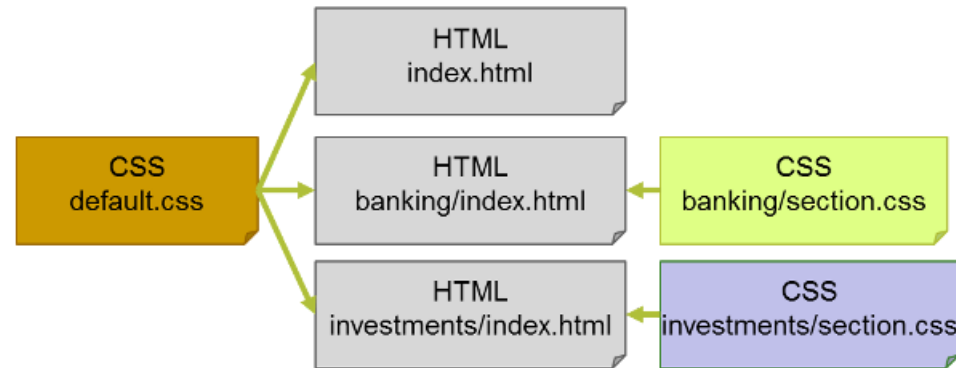 HTML
index.html
CSS
default.css
HTML
banking/index.html
CSS
banking/section.css
HTML
investments/index.html
CSS
investments/section.css